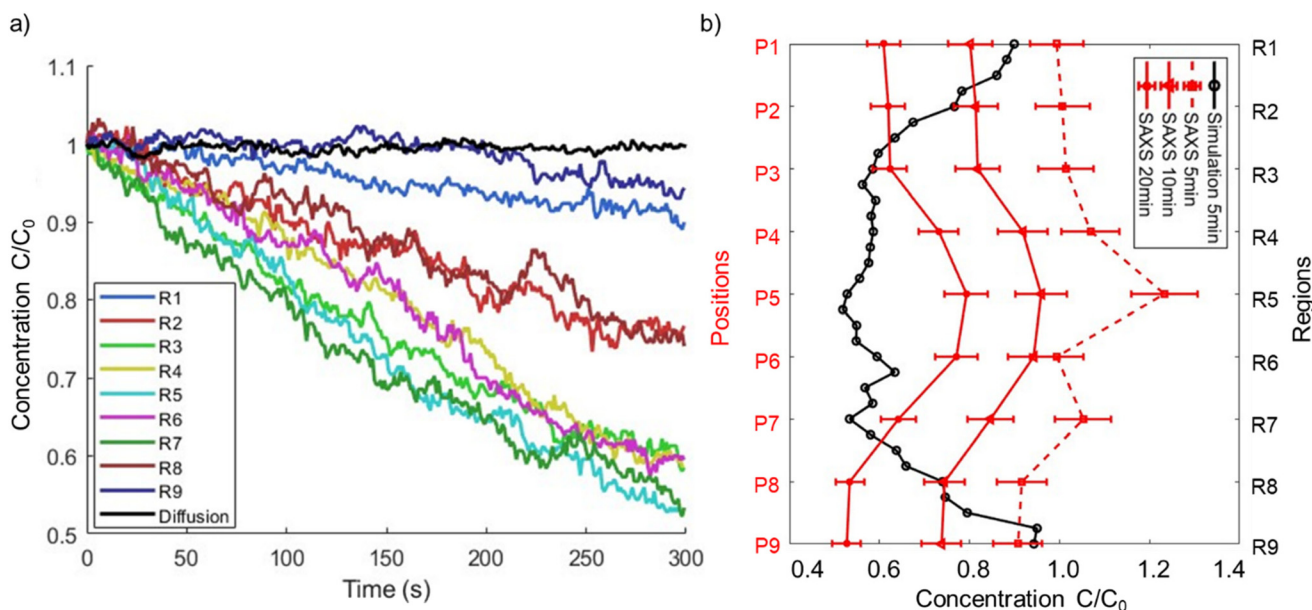 a)
b)
Concentration C/C0
1.1
1
0.9
0.8
0.7
0.6
0.5
R1
R2
R3
R4
R5
R6
R7
R8
R9
Diffusion
0
50
100
150
200
250
300
Time (s)
Positions
P1
P2
P3
P4
P5
P6
P7
P8
P9
Simulation 5min
SAXS 5min
SAXS 10min
SAXS 20min
R1
R2
R3
R4
R5
R6
R7
R8
R9
Regions
0.4
0.6
0.8
1.0
1.2
1.4
Concentration C/C0